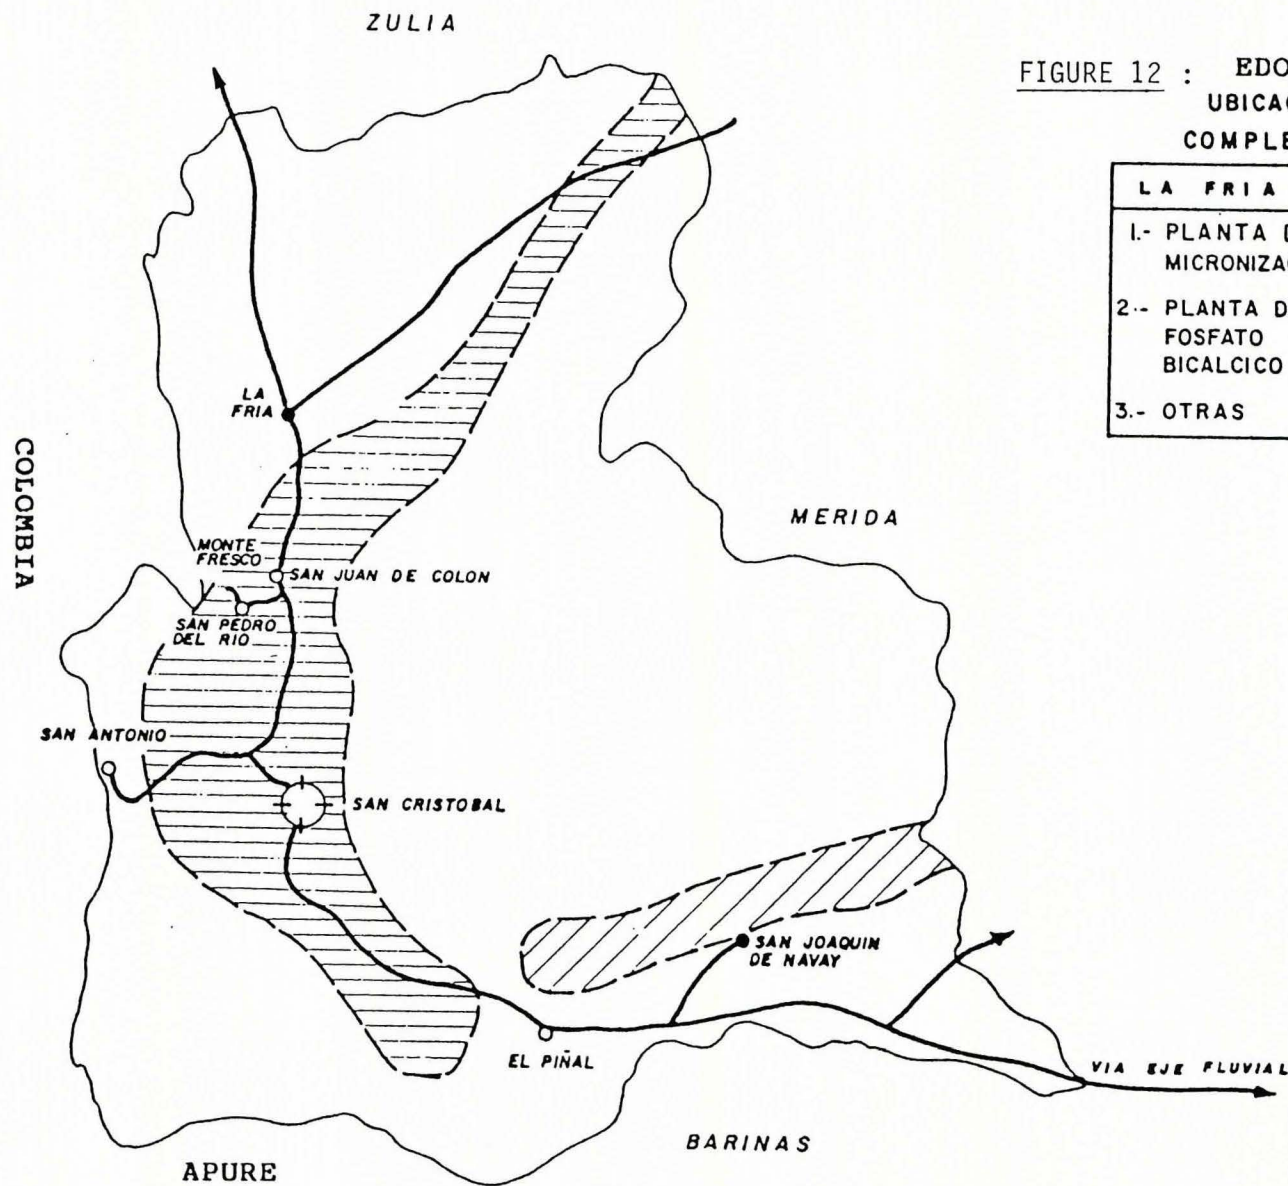 ZULIA
FIGURE 12 : EDO
UBICA
COMPLE
LA FRIA
1.- PLANTA D
MICRONIZA
2.- PLANTA D
FOSFATO
BICALCICO
3.- OTRAS
LA
FRIA
COLOMBIA
MERIDA
MONTE
FRESCO
SAN JUAN DE COLON
SAN PEDRO
DEL RIO
SAN ANTONIO
SAN CRISTOBAL
SAN JOAQUIN
DE NAVAY
EL PIÑAL
VIA EJE FLUVIAL
BARINAS
APURE